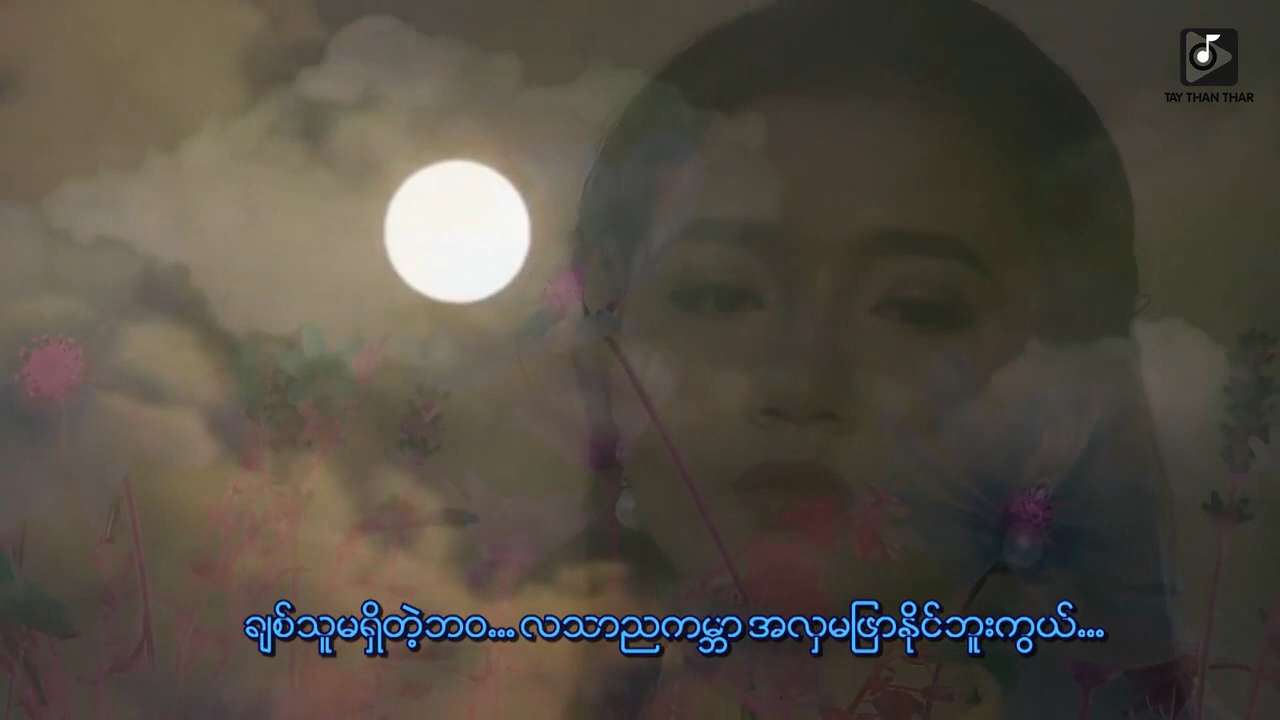 TAY THAN THAR
ချစ်သူမရှိတဲ့ဘဝ... လသာညကမ္ဘာ အလှမဖြာနိုင်ဘူးကွယ်...